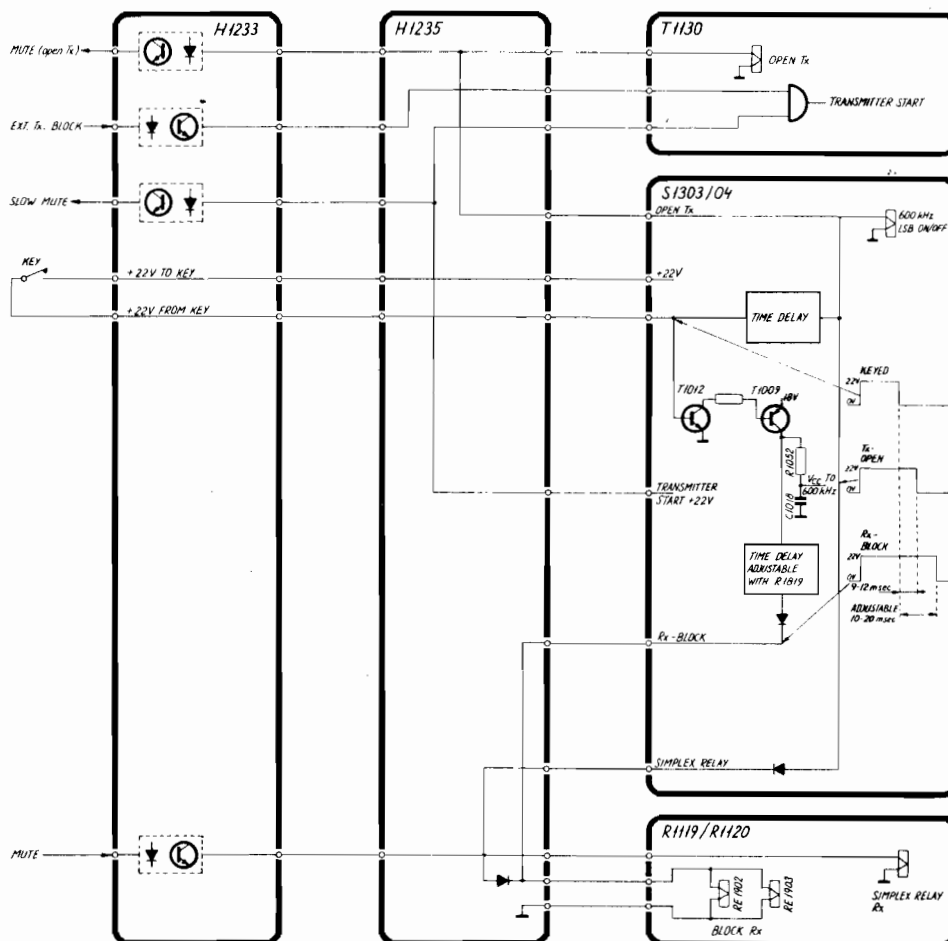 H1233
H1235
T1130
MUTE (open Tx)
OPEN Tx
TRANSMITTER START
EXT. Tx. BLOCK
S1303/04
SLOW MUTE
OPEN Tx
600 kHz
LSB ON/OFF
KEY
+22V TO KEY
+22V
+22V FROM KEY
TIME DELAY
KEYED
22V
0V
T1012
T1009
18V
R1052
Tx-
OPEN
22V
0V
VCC TO
600 kHz
C1018
TRANSMITTER
START +22V
Rx-
BLOCK
22V
0V
TIME DELAY
ADJUSTABLE
WITH R1819
9-12 msec
ADJUSTABLE
10-20 msec
Rx-BLOCK
SIMPLEX RELAY
R1119/R1120
MUTE
RE1902
RE1903
SIMPLEX RELAY
Rx
BLOCK Rx